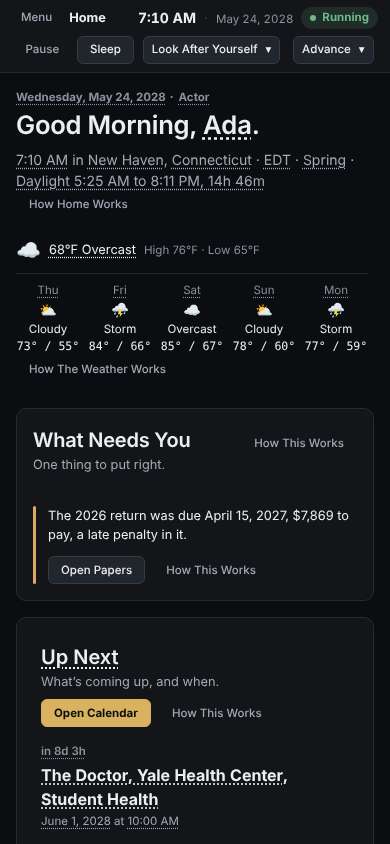 Menu Home 7:10 AM · May 24, 2028 Running
Pause Sleep Look After Yourself ▾ Advance ▾
Wednesday, May 24, 2028 · Actor
Good Morning, Ada.
7:10 AM in New Haven, Connecticut · EDT · Spring ·
Daylight 5:25 AM to 8:11 PM, 14h 46m
How Home Works
68°F Overcast High 76°F · Low 65°F
Thu Fri Sat Sun Mon
Cloudy Storm Overcast Cloudy Storm
73° / 55° 84° / 66° 85° / 67° 78° / 60° 77° / 59°
How The Weather Works
What Needs You How This Works
One thing to put right.
The 2026 return was due April 15, 2027, $7,869 to
pay, a late penalty in it.
Open Papers How This Works
Up Next
What's coming up, and when.
Open Calendar How This Works
in 8d 3h
The Doctor, Yale Health Center,
Student Health
June 1, 2028 at 10:00 AM